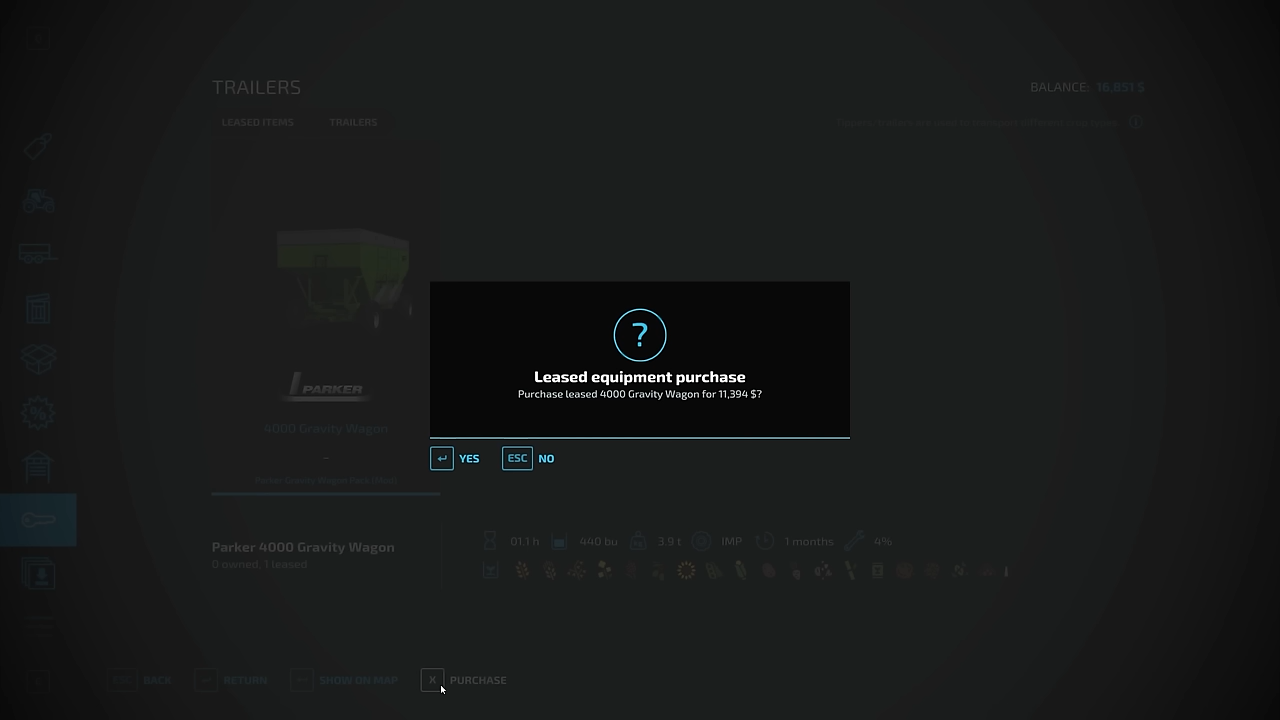 TRAILERS
BALANCE: 16,651 $
LEASED ITEMS
TRAILERS
?
Leased equipment purchase
Purchase leased 4000 Gravity Wagon for 11,394 $?
ESC
YES
NO
PARKER
4000 Gravity Wagon
-
Parker 4000 Gravity Wagon
0 owned, 1 leased
01.1 h
440 bu
3.9 t
IMP
1 months
4%
BACK
RETURN
SHOW ON MAP
X
PURCHASE